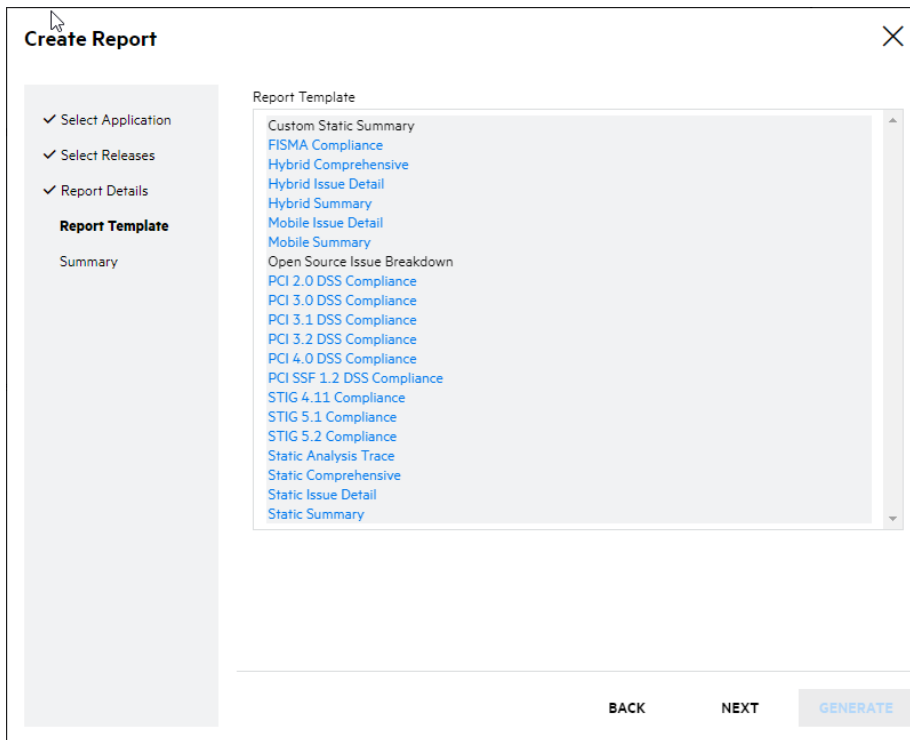 Create Report
Select Application
Select Releases
Report Details
Report Template
Summary
Report Template
Custom Static Summary
FISMA Compliance
Hybrid Comprehensive
Hybrid Issue Detail
Hybrid Summary
Mobile Issue Detail
Mobile Summary
Open Source Issue Breakdown
PCI 2.0 DSS Compliance
PCI 3.0 DSS Compliance
PCI 3.1 DSS Compliance
PCI 3.2 DSS Compliance
PCI 4.0 DSS Compliance
PCI SSF 1.2 DSS Compliance
STIG 4.11 Compliance
STIG 5.1 Compliance
STIG 5.2 Compliance
Static Analysis Trace
Static Comprehensive
Static Issue Detail
Static Summary
BACK NEXT GENERATE